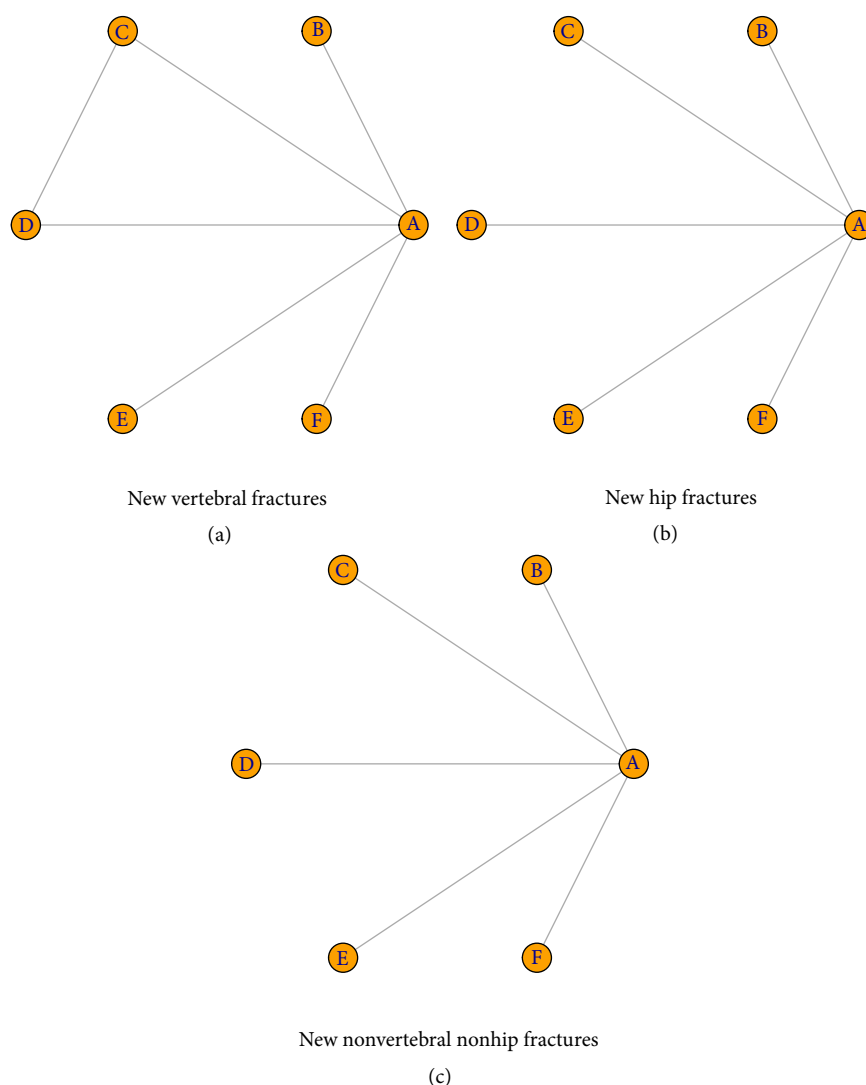 C B
D A
E F
New vertebral fractures
(a)
C B
D A
E F
New hip fractures
(b)
C B
D A
E F
New nonvertebral nonhip fractures
(c)